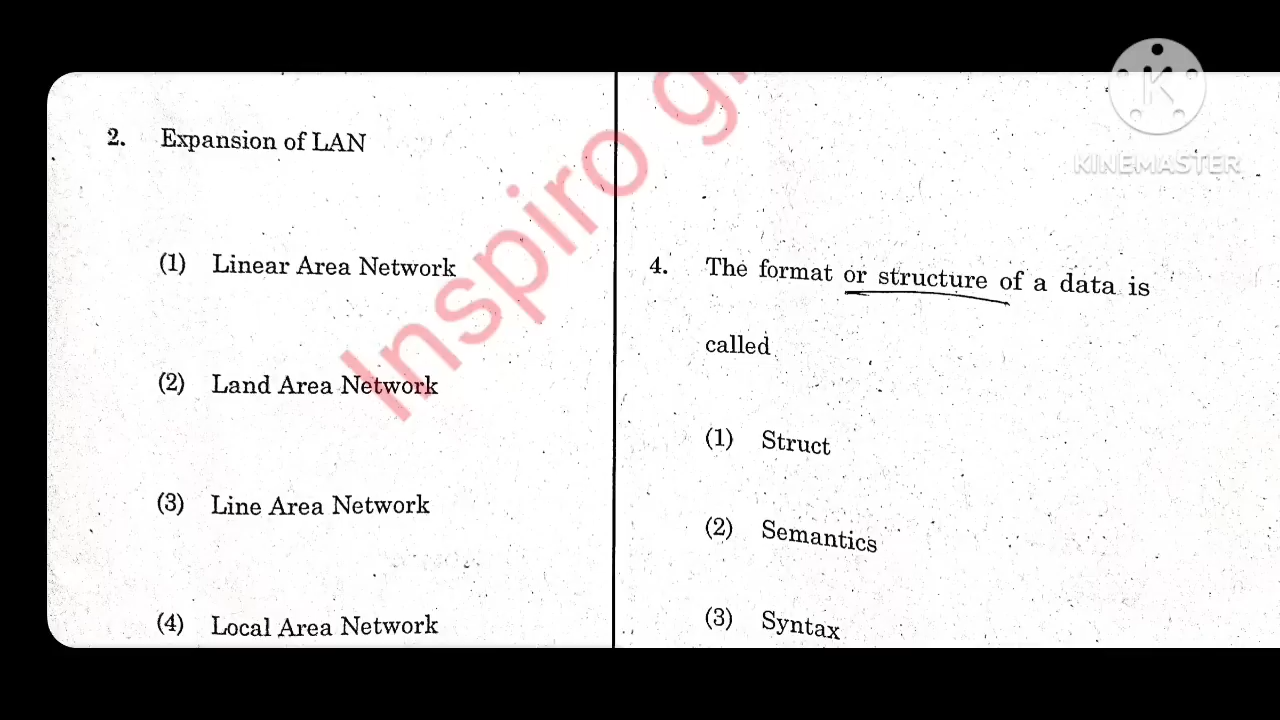 2. Expansion of LAN
(1) Linear Area Network
(2) Land Area Network
(3) Line Area Network
(4) Local Area Network
4. The format or structure of a data is
called
(1) Struct
(2) Semantics
(3) Syntax
Inspiro
KINEMASTER